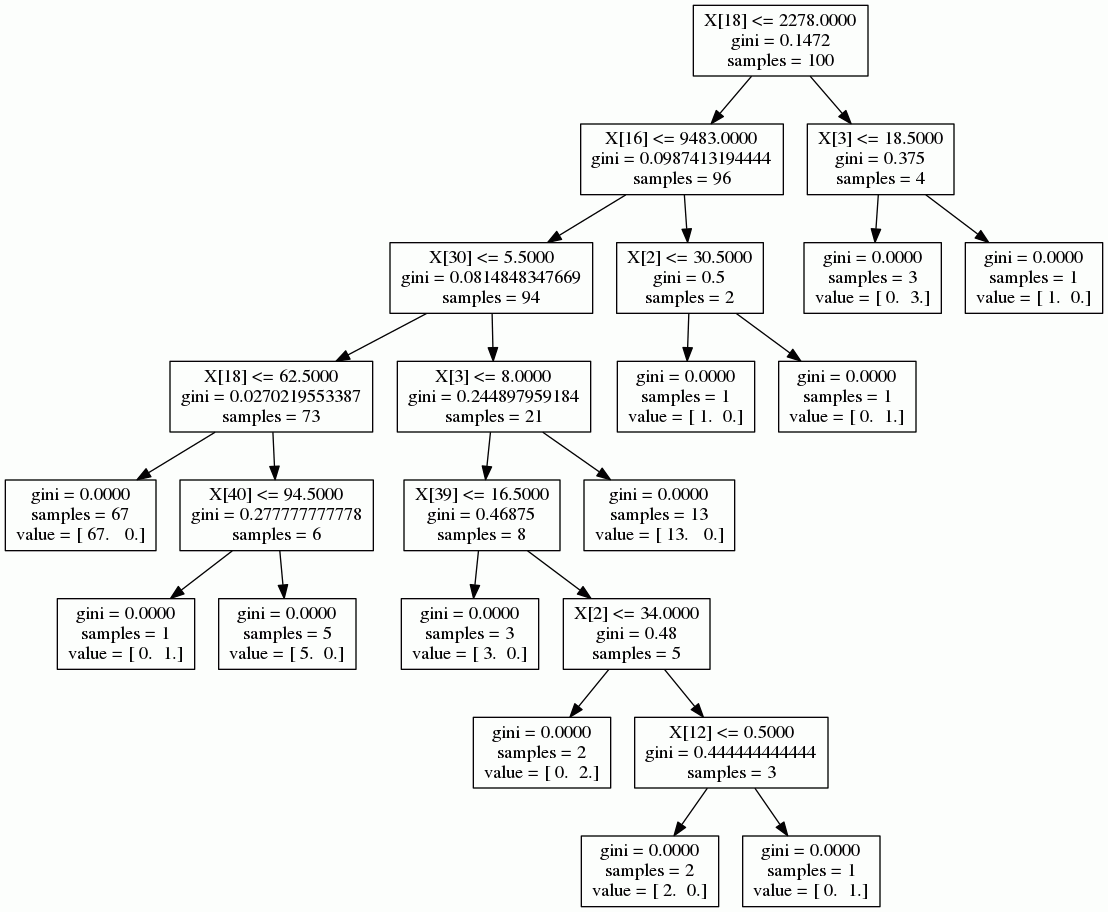 X[18] <= 2278.0000
gini = 0.1472
samples = 100
X[16] <= 9483.0000
gini = 0.0987413194444
samples = 96
X[3] <= 18.5000
gini = 0.375
samples = 4
X[30] <= 5.5000
gini = 0.0814848347669
samples = 94
X[2] <= 30.5000
gini = 0.5
samples = 2
gini = 0.0000
samples = 3
value = [ 0.  3.]
gini = 0.0000
samples = 1
value = [ 1.  0.]
X[18] <= 62.5000
gini = 0.0270219553387
samples = 73
X[3] <= 8.0000
gini = 0.244897959184
samples = 21
gini = 0.0000
samples = 1
value = [ 1.  0.]
gini = 0.0000
samples = 1
value = [ 0.  1.]
gini = 0.0000
samples = 67
value = [ 67.   0.]
X[40] <= 94.5000
gini = 0.277777777778
samples = 6
X[39] <= 16.5000
gini = 0.46875
samples = 8
gini = 0.0000
samples = 13
value = [ 13.   0.]
gini = 0.0000
samples = 1
value = [ 0.  1.]
gini = 0.0000
samples = 5
value = [ 5.  0.]
gini = 0.0000
samples = 3
value = [ 3.  0.]
X[2] <= 34.0000
gini = 0.48
samples = 5
gini = 0.0000
samples = 2
value = [ 0.  2.]
X[12] <= 0.5000
gini = 0.444444444444
samples = 3
gini = 0.0000
samples = 2
value = [ 2.  0.]
gini = 0.0000
samples = 1
value = [ 0.  1.]